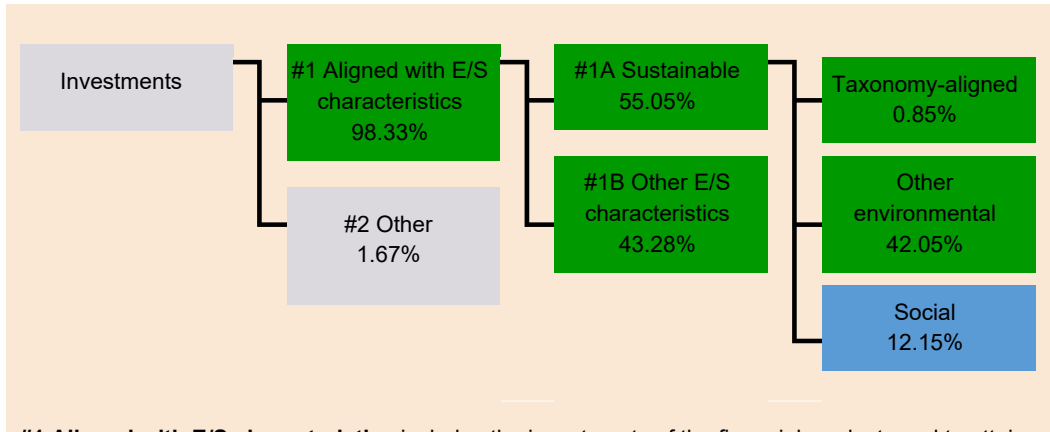 Investments
#1 Aligned with E/S
characteristics
98.33%
#2 Other
1.67%
#1A Sustainable
55.05%
#1B Other E/S
characteristics
43.28%
Taxonomy-aligned
0.85%
Other
environmental
42.05%
Social
12.15%